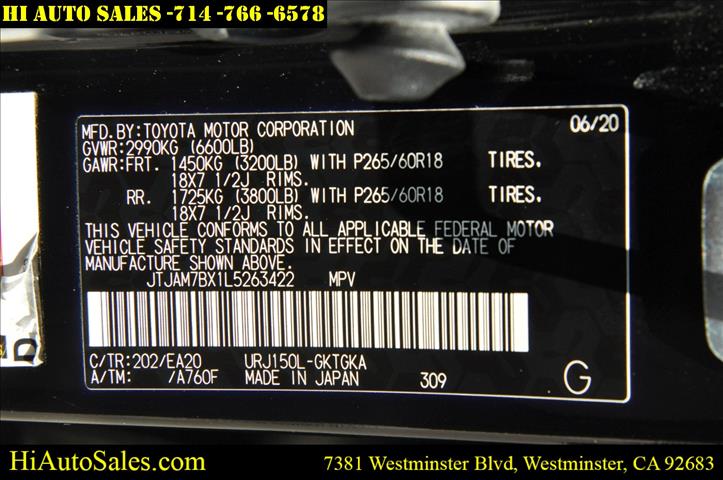 HI AUTO SALES -714 -766 -6578
MFD.BY:TOYOTA MOTOR CORPORATION 06/20
GVWR:2990KG (6600LB)
GAWR:FRT. 1450KG (3200LB) WITH P265/60R18 TIRES.
18X7 1/2J RIMS.
RR. 1725KG (3800LB) WITH P265/60R18 TIRES.
18X7 1/2J RIMS.
THIS VEHICLE CONFORMS TO ALL APPLICABLE FEDERAL MOTOR
VEHICLE SAFETY STANDARDS IN EFFECT ON THE DATE OF
MANUFACTURE SHOWN ABOVE.
JTJAM7BX1L5263422 MPV
C/TR:202/EA20 URJ150L-GKTGKA
A/TM: /A760F MADE IN JAPAN 309 G
D
HiAutoSales.com 7381 Westminster Blvd, Westminster, CA 92683